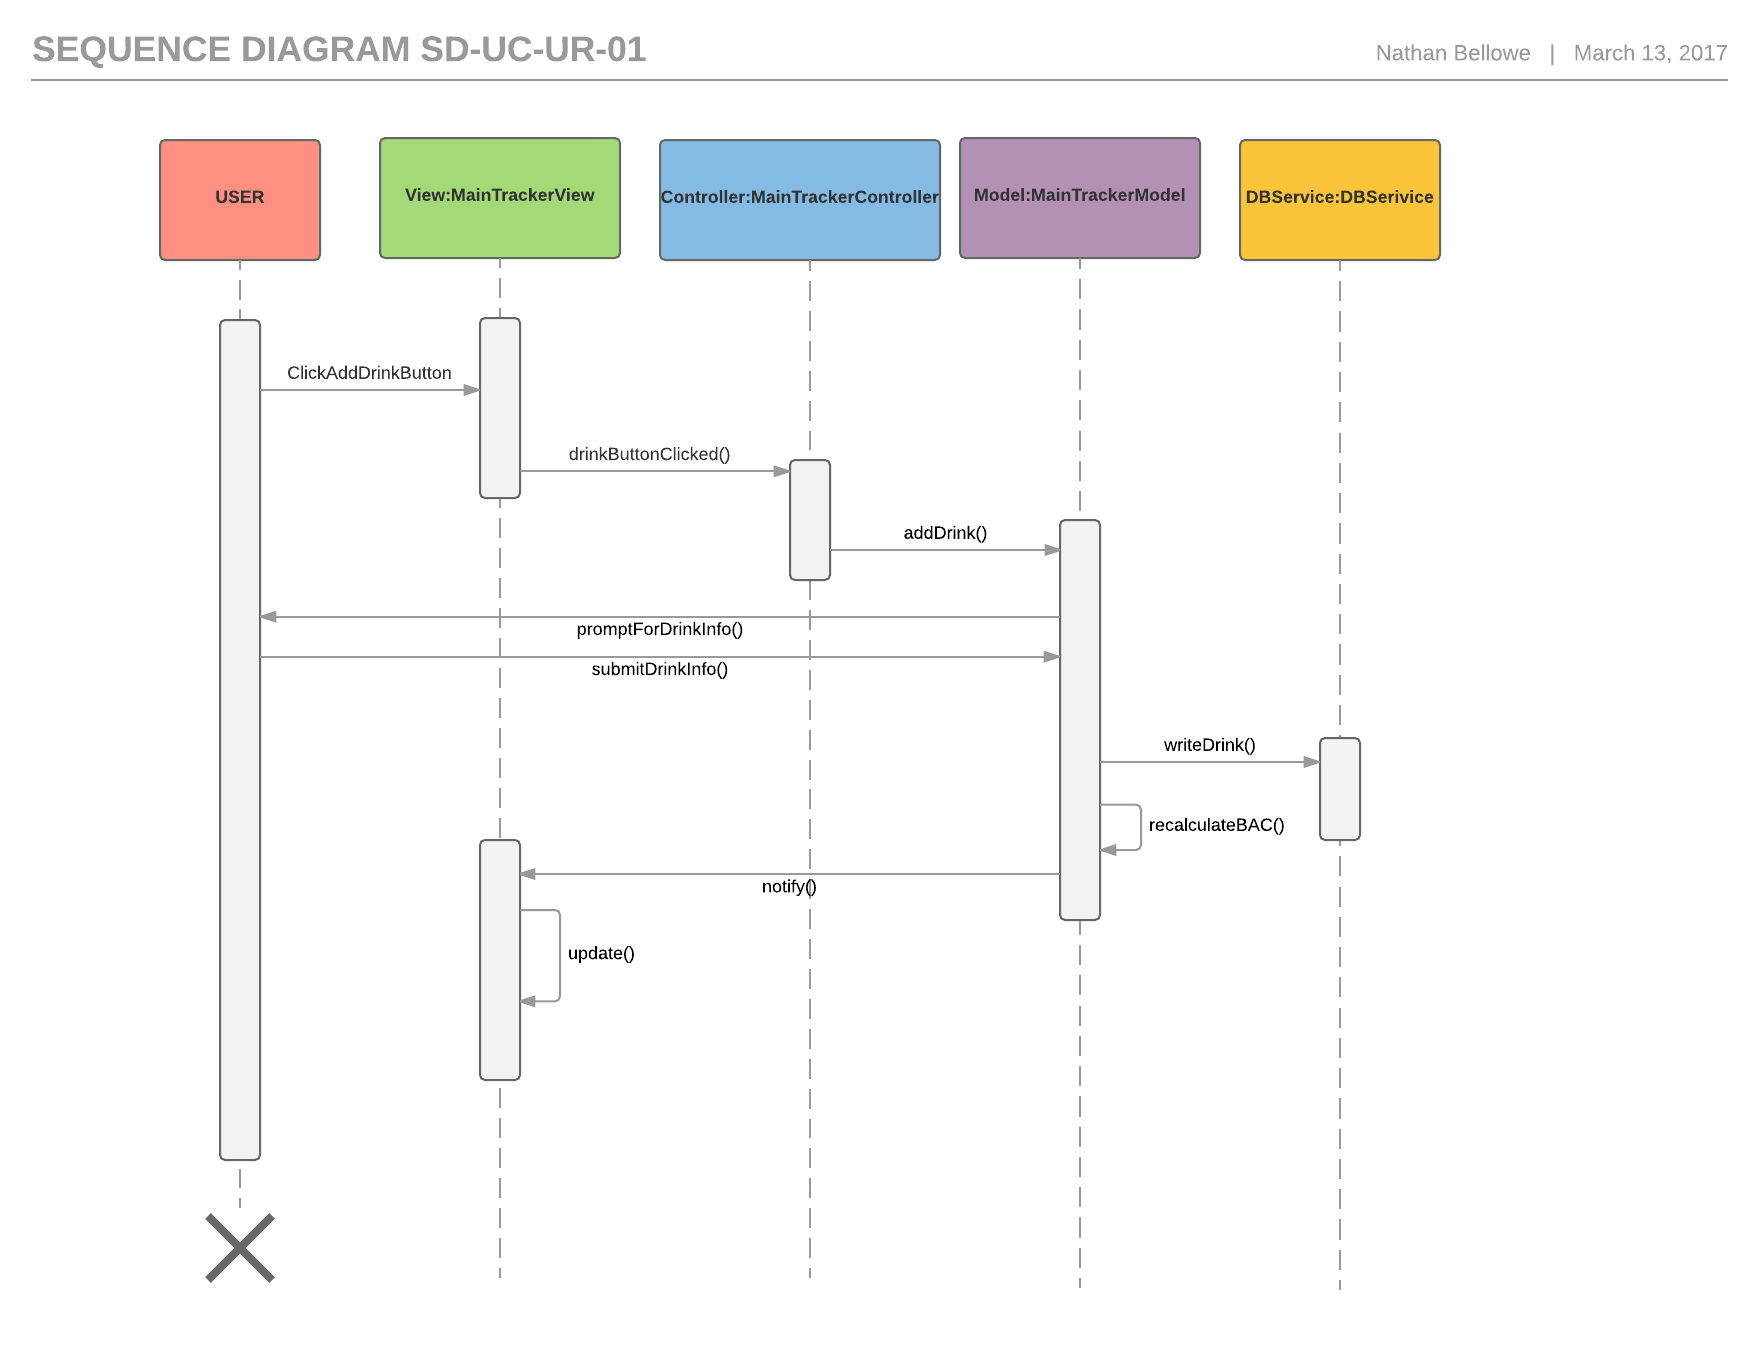 SEQUENCE DIAGRAM SD-UC-UR-01
Nathan Bellowe | March 13, 2017
USER
View:MainTrackerView
Controller:MainTrackerController
Model:MainTrackerModel
DBService:DBSerivice
ClickAddDrinkButton
drinkButtonClicked()
addDrink()
promptForDrinkInfo()
submitDrinkInfo()
writeDrink()
recalculateBAC()
notify()
update()